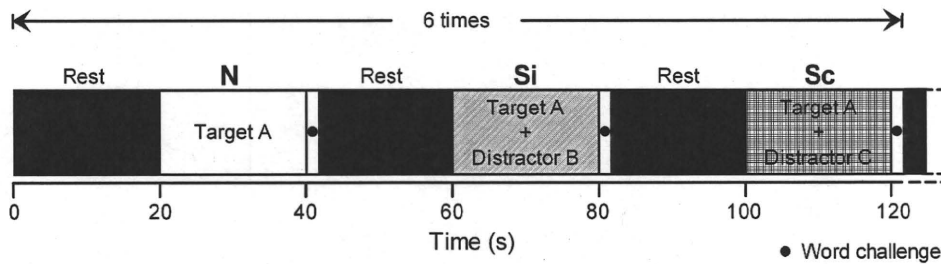 6 times
Rest N Rest Si Rest Sc
Target A
Target A
+
Distractor B
Target A
+
Distractor C
0 20 40 60 80 100 120
Time (s)
● Word challenge